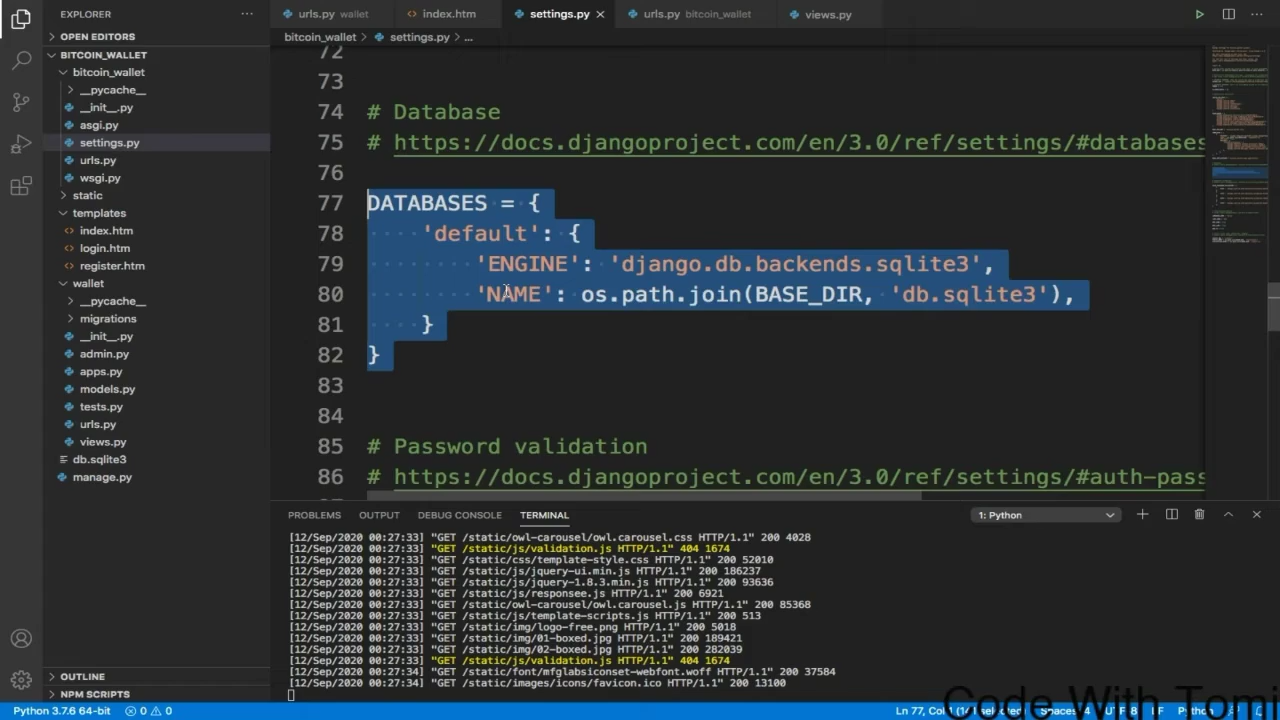 EXPLORER
OPEN EDITORS
BITCOIN_WALLET
bitcoin_wallet
__pycache__
__init__.py
asgi.py
settings.py
urls.py
wsgi.py
static
templates
index.htm
login.htm
register.htm
wallet
__pycache__
migrations
__init__.py
admin.py
apps.py
models.py
tests.py
urls.py
views.py
db.sqlite3
manage.py
OUTLINE
NPM SCRIPTS
urls.py wallet
index.htm
settings.py
urls.py bitcoin_wallet
views.py
bitcoin_wallet > settings.py > ...
72
73
74 # Database
75 # https://docs.djangoproject.com/en/3.0/ref/settings/#databases
76
77 DATABASES = {
78 'default': {
79 'ENGINE': 'django.db.backends.sqlite3',
80 'NAME': os.path.join(BASE_DIR, 'db.sqlite3'),
81 }
82 }
83
84
85 # Password validation
86 # https://docs.djangoproject.com/en/3.0/ref/settings/#auth-pass
PROBLEMS OUTPUT DEBUG CONSOLE TERMINAL 1: Python
[12/Sep/2020 00:27:33] "GET /static/owl-carousel/owl.carousel.css HTTP/1.1" 200 4028
[12/Sep/2020 00:27:33] "GET /static/js/validation.js HTTP/1.1" 404 1674
[12/Sep/2020 00:27:33] "GET /static/css/template-style.css HTTP/1.1" 200 52010
[12/Sep/2020 00:27:33] "GET /static/js/jquery-ui.min.js HTTP/1.1" 200 186237
[12/Sep/2020 00:27:33] "GET /static/js/jquery-1.8.3.min.js HTTP/1.1" 200 93636
[12/Sep/2020 00:27:33] "GET /static/js/responsee.js HTTP/1.1" 200 6921
[12/Sep/2020 00:27:33] "GET /static/owl-carousel/owl.carousel.js HTTP/1.1" 200 85368
[12/Sep/2020 00:27:33] "GET /static/js/template-scripts.js HTTP/1.1" 200 513
[12/Sep/2020 00:27:33] "GET /static/img/logo-free.png HTTP/1.1" 200 5018
[12/Sep/2020 00:27:33] "GET /static/img/01-boxed.jpg HTTP/1.1" 200 189421
[12/Sep/2020 00:27:33] "GET /static/img/02-boxed.jpg HTTP/1.1" 200 282039
[12/Sep/2020 00:27:33] "GET /static/js/validation.js HTTP/1.1" 404 1674
[12/Sep/2020 00:27:34] "GET /static/font/mfglabsiconset-webfont.woff HTTP/1.1" 200 37584
[12/Sep/2020 00:27:34] "GET /static/images/icons/favicon.ico HTTP/1.1" 200 13100
Code With Tomi
Python 3.7.6 64-bit 0 0 Ln 77, Col 1 Spaces: 4 UTF-8 LF Python